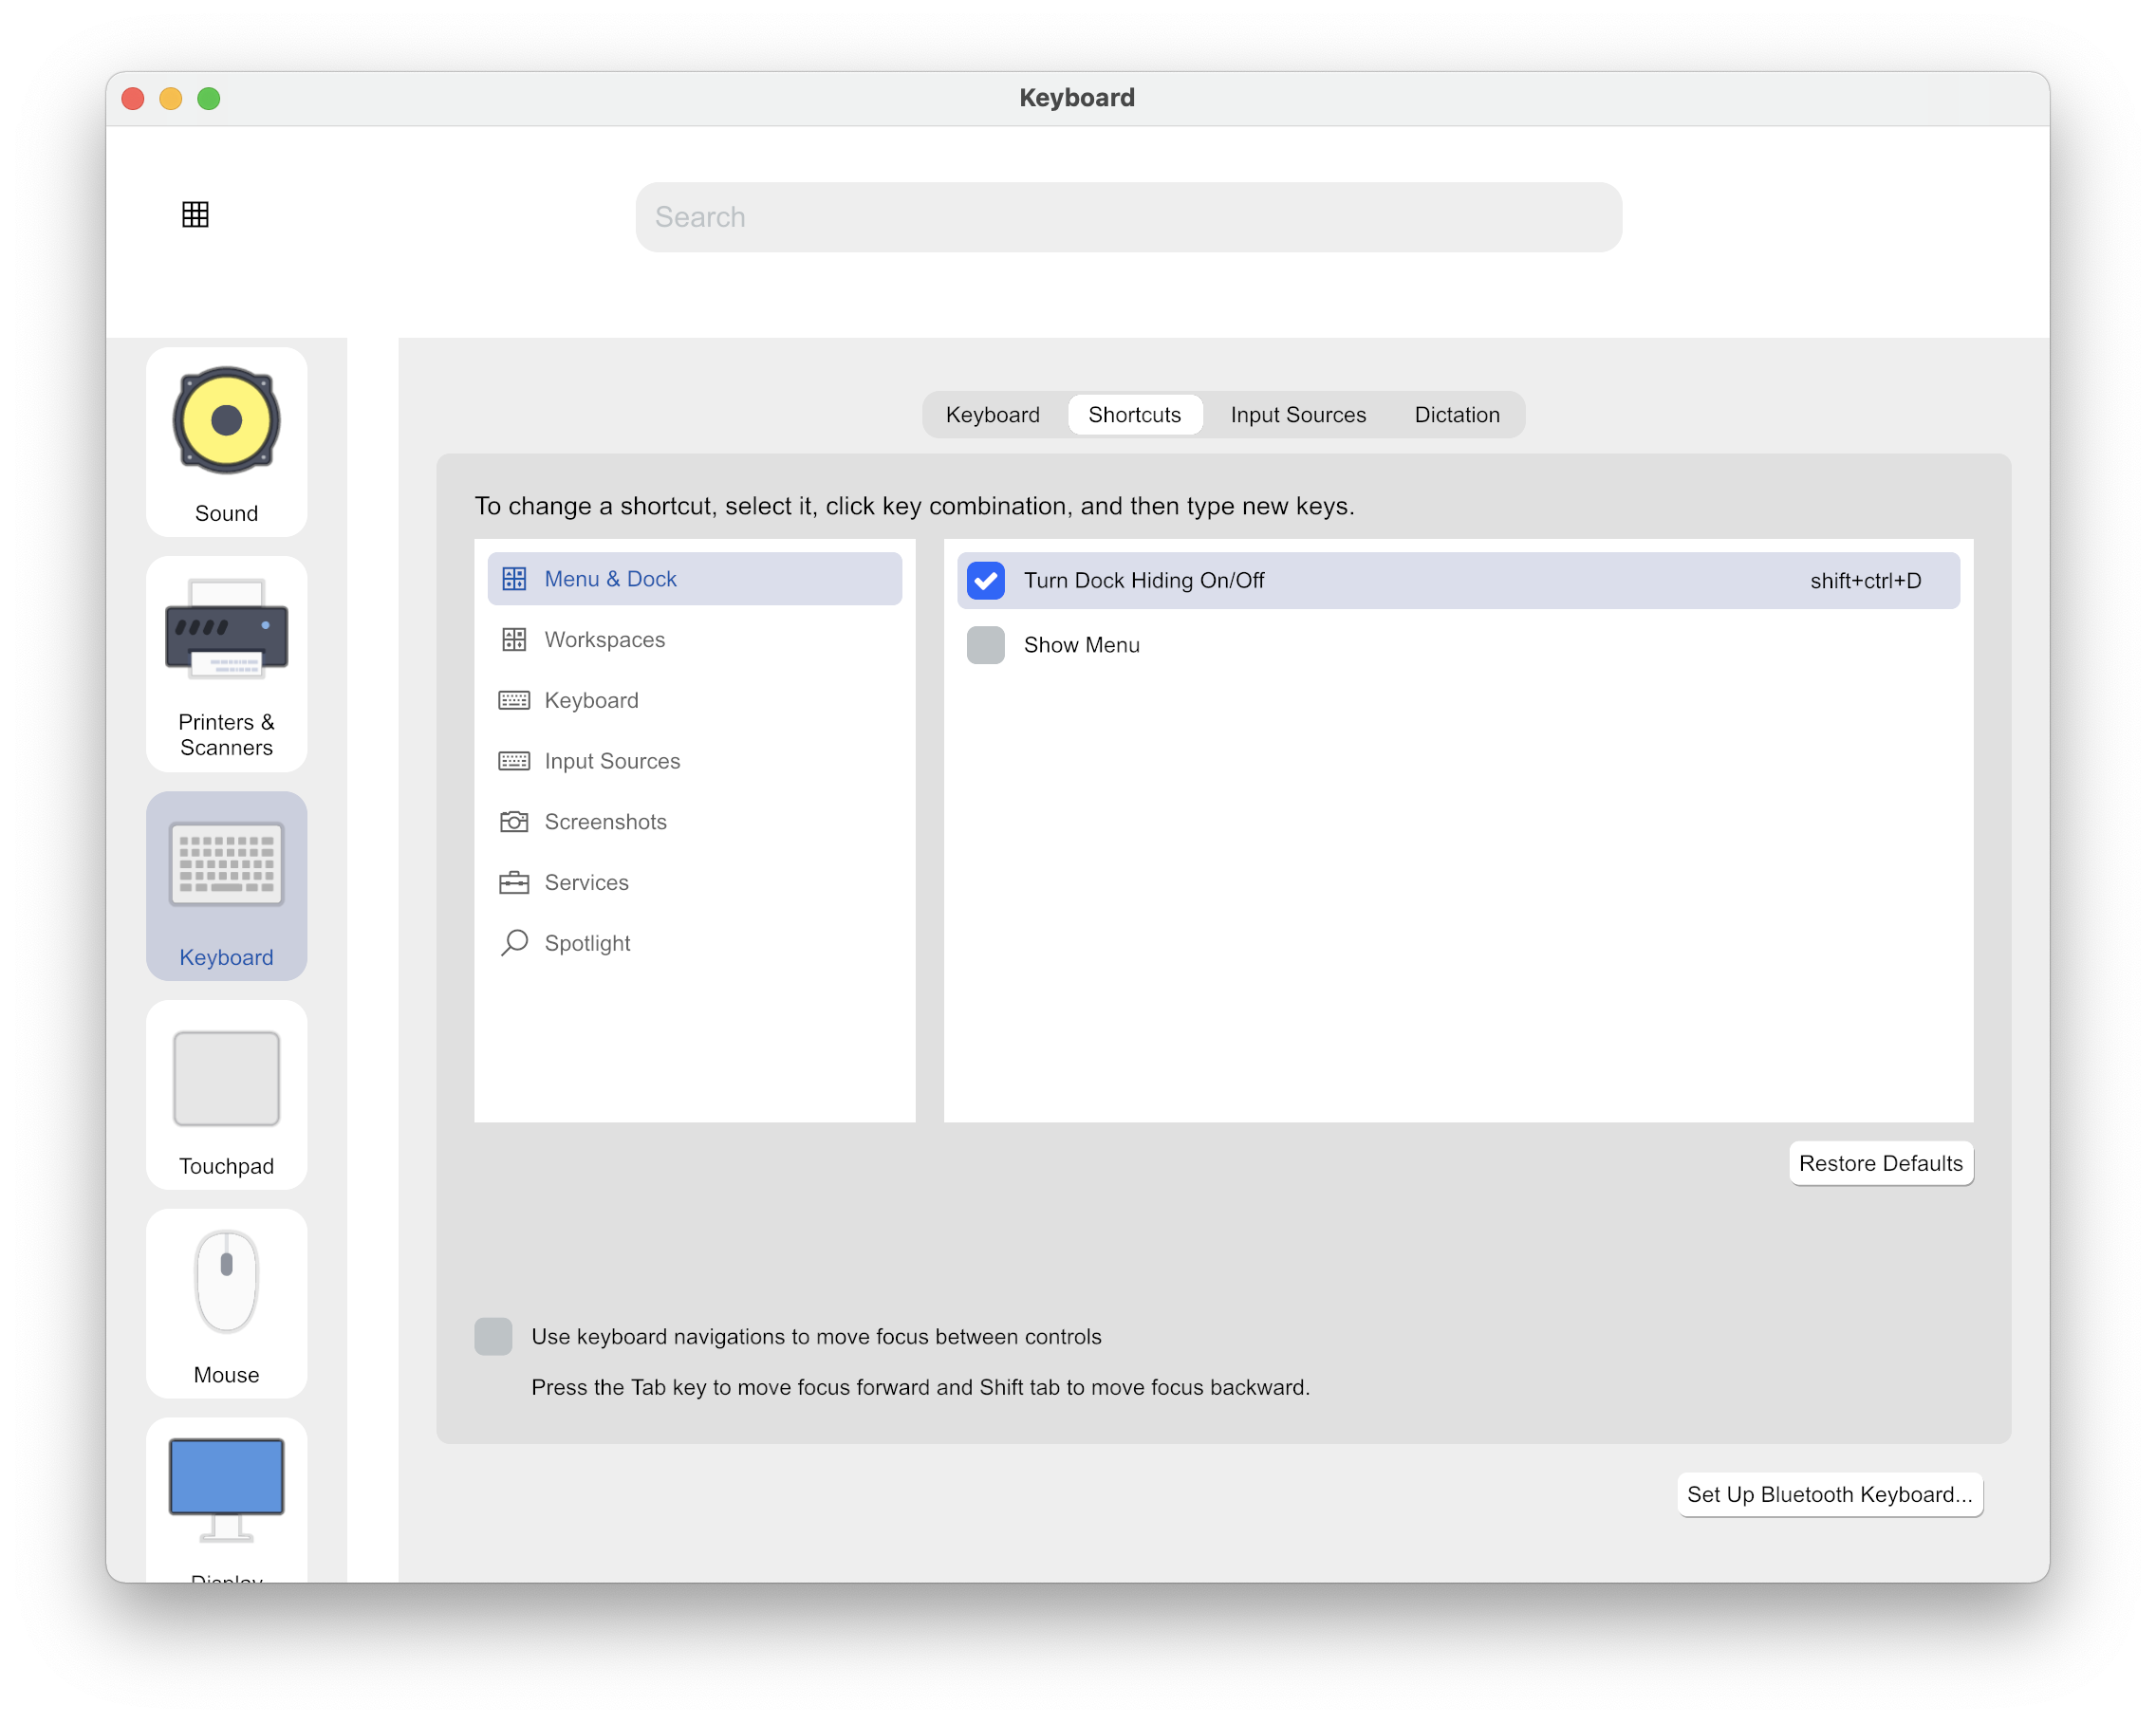 Keyboard
Search
Sound
Printers &
Scanners
Keyboard
Touchpad
Mouse
Display
Keyboard
Shortcuts
Input Sources
Dictation
To change a shortcut, select it, click key combination, and then type new keys.
Menu & Dock
Workspaces
Keyboard
Input Sources
Screenshots
Services
Spotlight
Turn Dock Hiding On/Off
shift+ctrl+D
Show Menu
Restore Defaults
Use keyboard navigations to move focus between controls
Press the Tab key to move focus forward and Shift tab to move focus backward.
Set Up Bluetooth Keyboard...